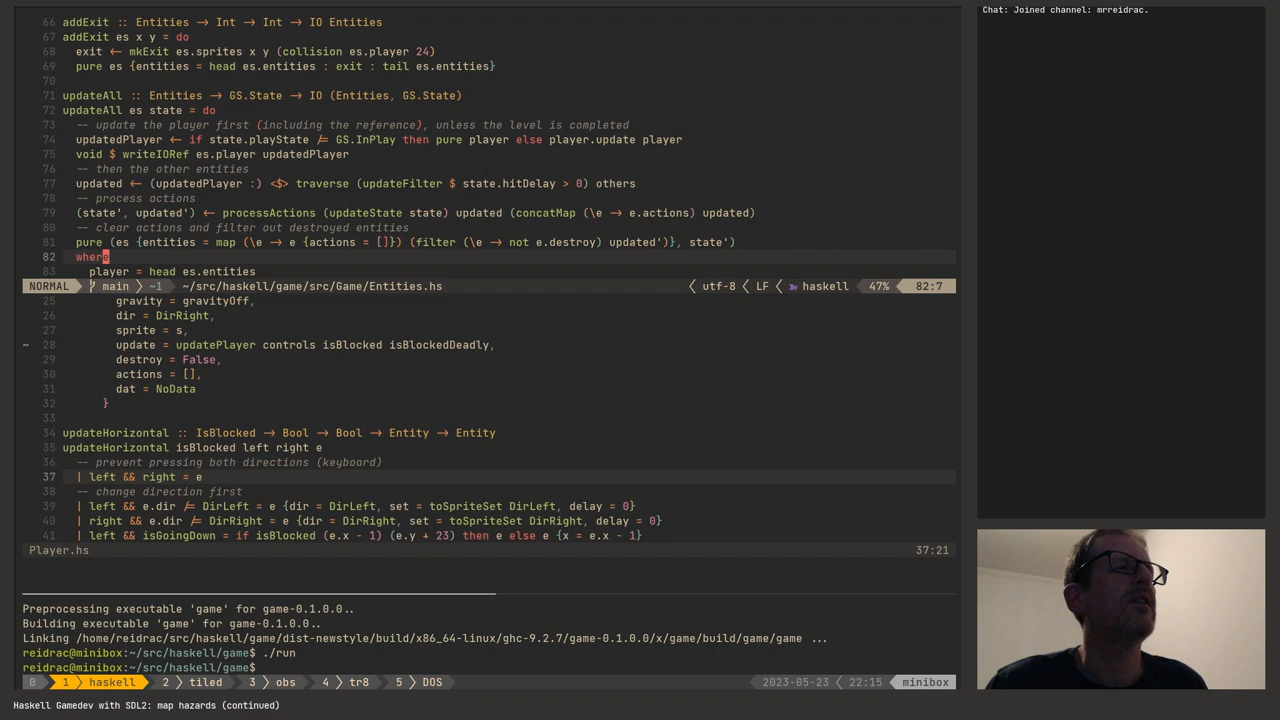 66 addExit :: Entities → Int → Int → IO Entities
67 addExit es x y = do
68   exit ← mkExit es.sprites x y (collision es.player 24)
69   pure es {entities = head es.entities : exit : tail es.entities}
70
71 updateAll :: Entities → GS.State → IO (Entities, GS.State)
72 updateAll es state = do
73   -- update the player first (including the reference), unless the level is completed
74   updatedPlayer ← if state.playState ≠ GS.InPlay then pure player else player.update player
75   void $ writeIORef es.player updatedPlayer
76   -- then the other entities
77   updated ← (updatedPlayer :) <$> traverse (updateFilter $ state.hitDelay > 0) others
78   -- process actions
79   (state', updated') ← processActions (updateState state) updated (concatMap (\e → e.actions) updated)
80   -- clear actions and filter out destroyed entities
81   pure (es {entities = map (\e → e {actions = []}) (filter (\e → not e.destroy) updated')}, state')
82   where
83     player = head es.entities
NORMAL main ~1 ~/src/haskell/game/src/Game/Entities.hs utf-8 LF haskell 47% 82:7
25         gravity = gravityOff,
26         dir = DirRight,
27         sprite = s,
~ 28         update = updatePlayer controls isBlocked isBlockedDeadly,
29         destroy = False,
30         actions = [],
31         dat = NoData
32       }
33
34 updateHorizontal :: IsBlocked → Bool → Bool → Entity → Entity
35 updateHorizontal isBlocked left right e
36   -- prevent pressing both directions (keyboard)
37   | left && right = e
38   -- change direction first
39   | left && e.dir ≠ DirLeft = e {dir = DirLeft, set = toSpriteSet DirLeft, delay = 0}
40   | right && e.dir ≠ DirRight = e {dir = DirRight, set = toSpriteSet DirRight, delay = 0}
41   | left && isGoingDown = if isBlocked (e.x - 1) (e.y + 23) then e else e {x = e.x - 1}
Player.hs 37:21
Preprocessing executable 'game' for game-0.1.0.0..
Building executable 'game' for game-0.1.0.0..
Linking /home/reidrac/src/haskell/game/dist-newstyle/build/x86_64-linux/ghc-9.2.7/game-0.1.0.0/x/game/build/game/game ...
reidrac@minibox:~/src/haskell/game$ ./run
reidrac@minibox:~/src/haskell/game$
0 1 haskell 2 tiled 3 obs 4 tr8 5 DOS 2023-05-23 22:15 minibox
Haskell Gamedev with SDL2: map hazards (continued)
Chat: Joined channel: mrreidrac.